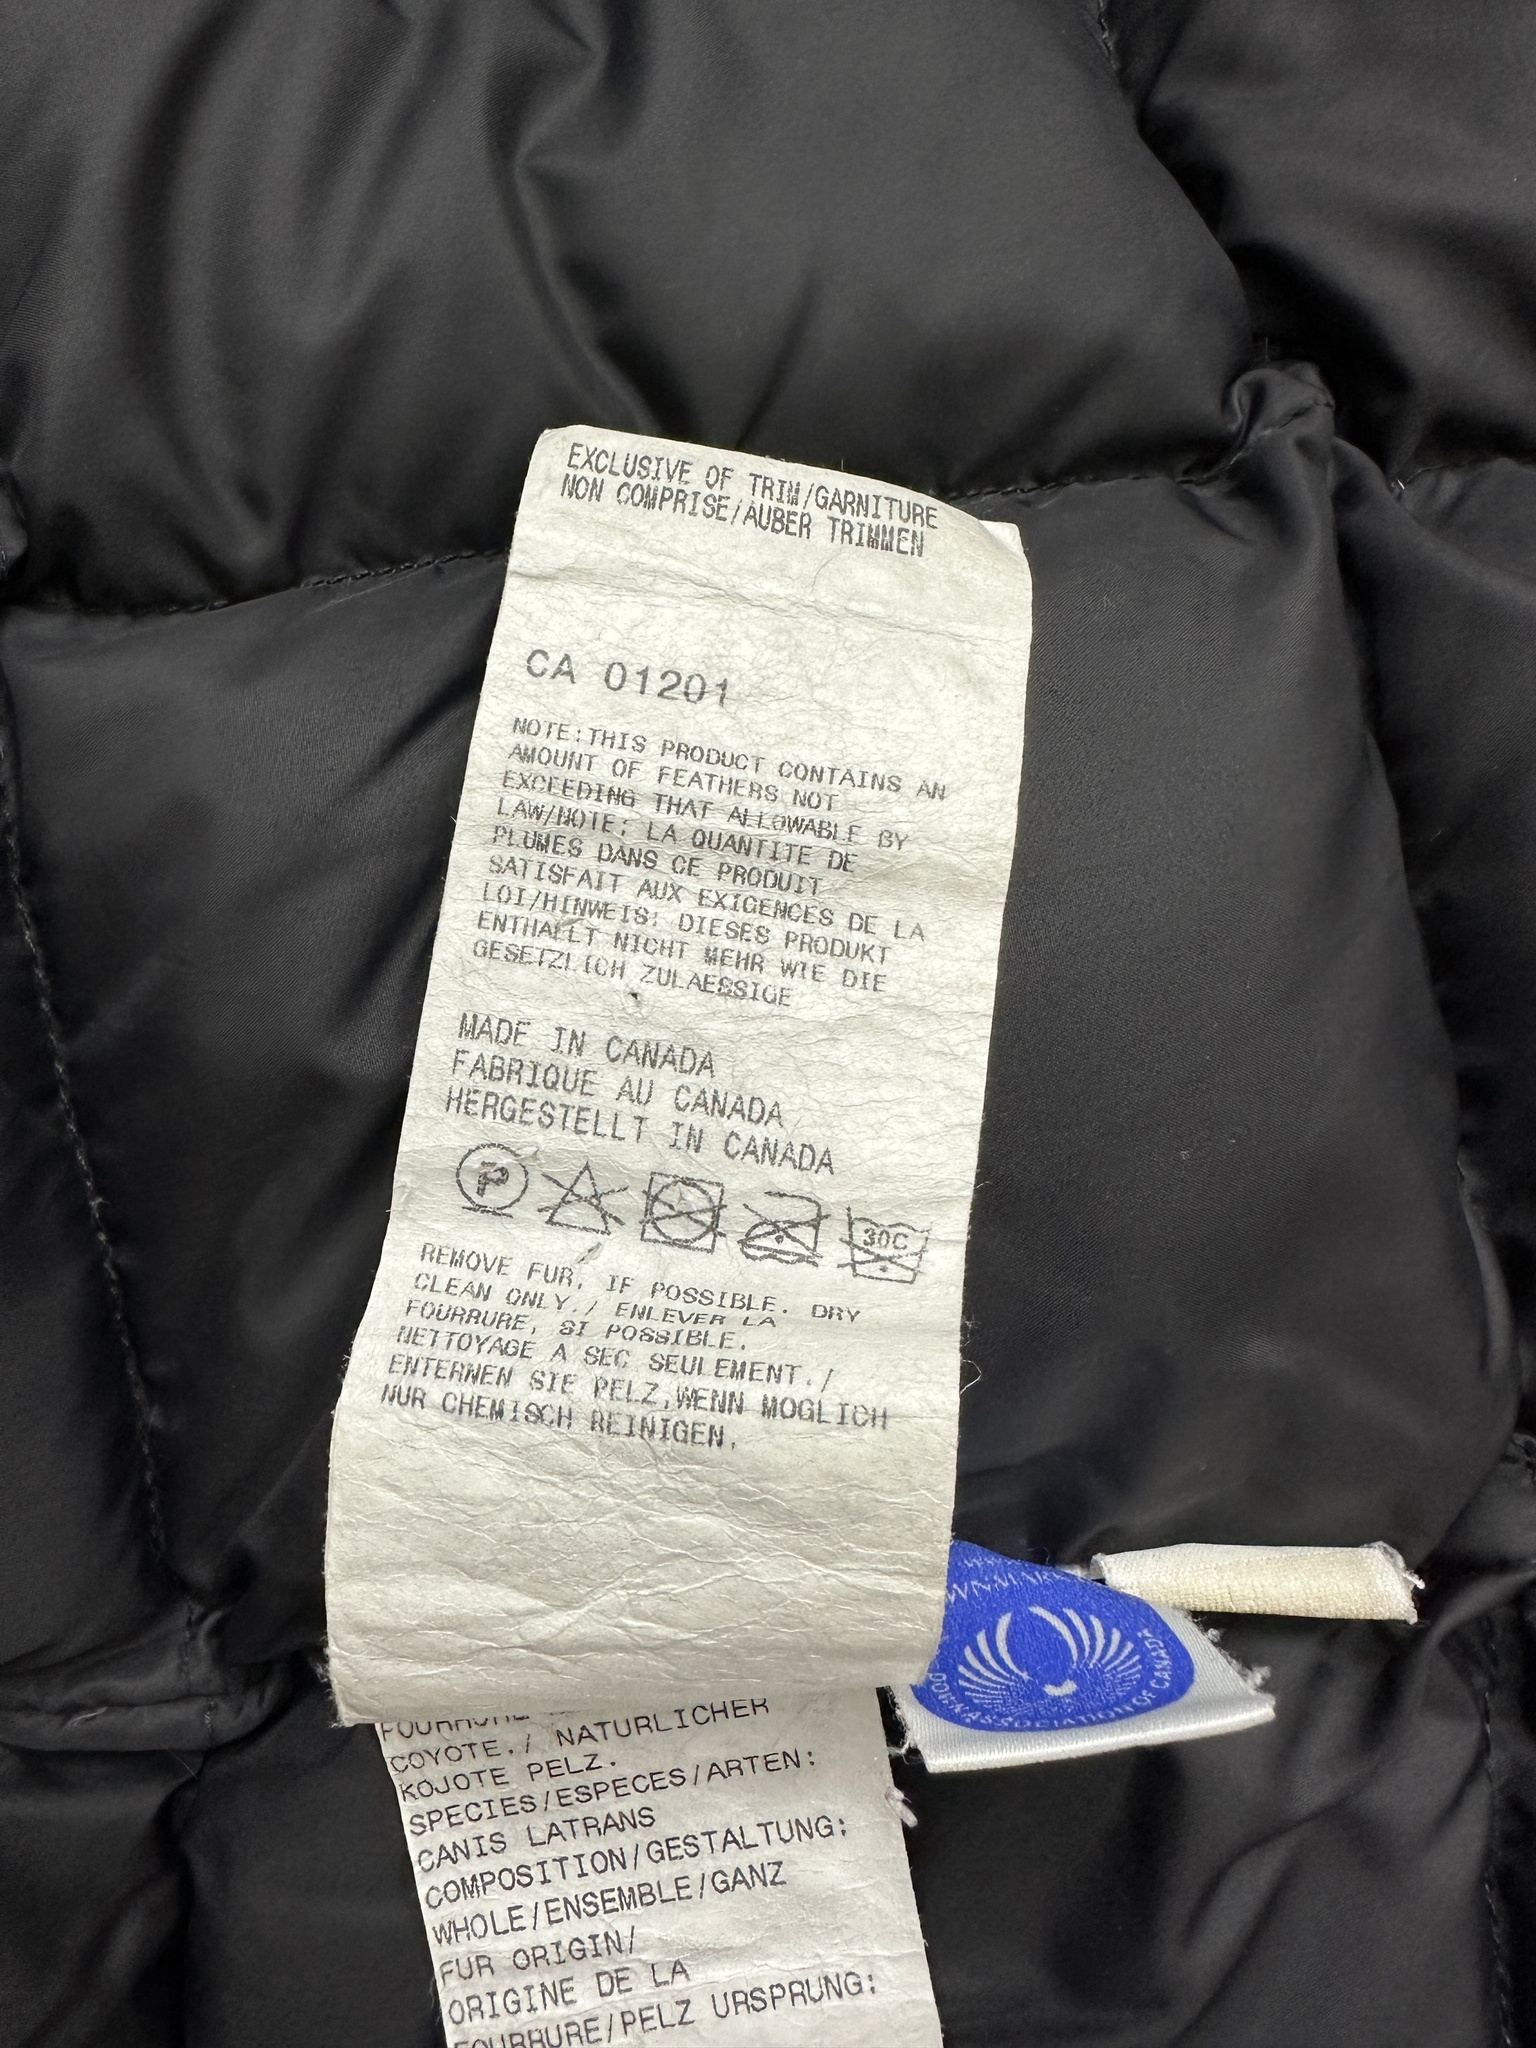 EXCLUSIVE OF TRIM/GARNITURE
NON COMPRISE/AUBER TRIMMEN
CA 01201
NOTE:THIS PRODUCT CONTAINS AN
AMOUNT OF FEATHERS NOT
EXCEEDING THAT ALLOWABLE BY
LAW/NOTE: LA QUANTITE DE
PLUMES DANS CE PRODUIT
SATISFAIT AUX EXIGENCES DE LA
LOI/HINWEIS: DIESES PRODUKT
ENTHAELT NICHT MEHR WIE DIE
GESETZLICH ZULAESSIGE
MADE IN CANADA
FABRIQUE AU CANADA
HERGESTELLT IN CANADA
P
30C
REMOVE FUR, IF POSSIBLE. DRY
CLEAN ONLY./ ENLEVER LA
FOURRURE, SI POSSIBLE.
NETTOYAGE A SEC SEULEMENT./
ENTERNEN SIE PELZ,WENN MOGLICH
NUR CHEMISCH REINIGEN.
DOWN ASSOCIATION OF CANADA
FOURRURE
COYOTE./ NATURLICHER
KOJOTE PELZ.
SPECIES/ESPECES/ARTEN:
CANIS LATRANS
COMPOSITION/GESTALTUNG:
WHOLE/ENSEMBLE/GANZ
FUR ORIGIN/
ORIGINE DE LA
FOURRURE/PELZ URSPRUNG: